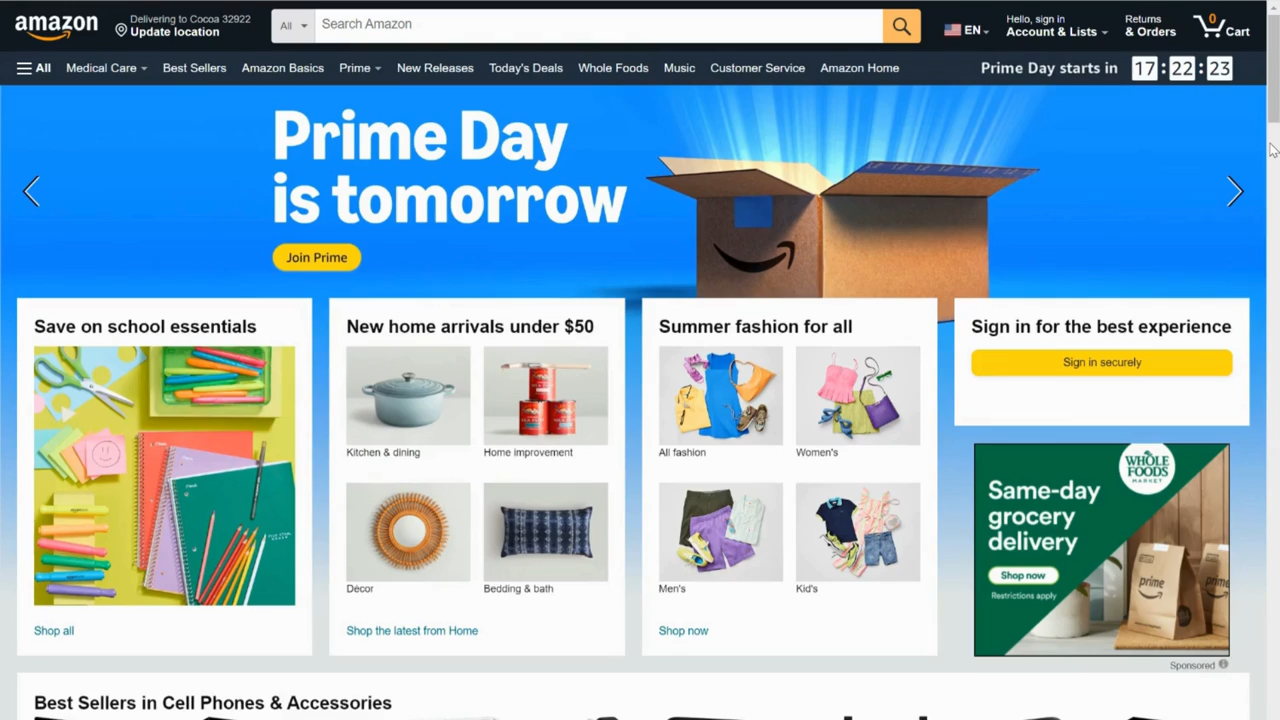 amazon
Delivering to Cocoa 32922
Update location
All
Search Amazon
EN
Hello, sign in
Account & Lists
Returns
& Orders
0
Cart
All
Medical Care
Best Sellers
Amazon Basics
Prime
New Releases
Today's Deals
Whole Foods
Music
Customer Service
Amazon Home
Prime Day starts in 17:22:23
Prime Day
is tomorrow
Join Prime
Save on school essentials
Shop all
New home arrivals under $50
Kitchen & dining
Home improvement
Décor
Bedding & bath
Shop the latest from Home
Summer fashion for all
All fashion
Women's
Men's
Kid's
Shop now
Sign in for the best experience
Sign in securely
WHOLE
FOODS
MARKET
Same-day
grocery
delivery
Shop now
Restrictions apply
prime
prime
Sponsored
Best Sellers in Cell Phones & Accessories